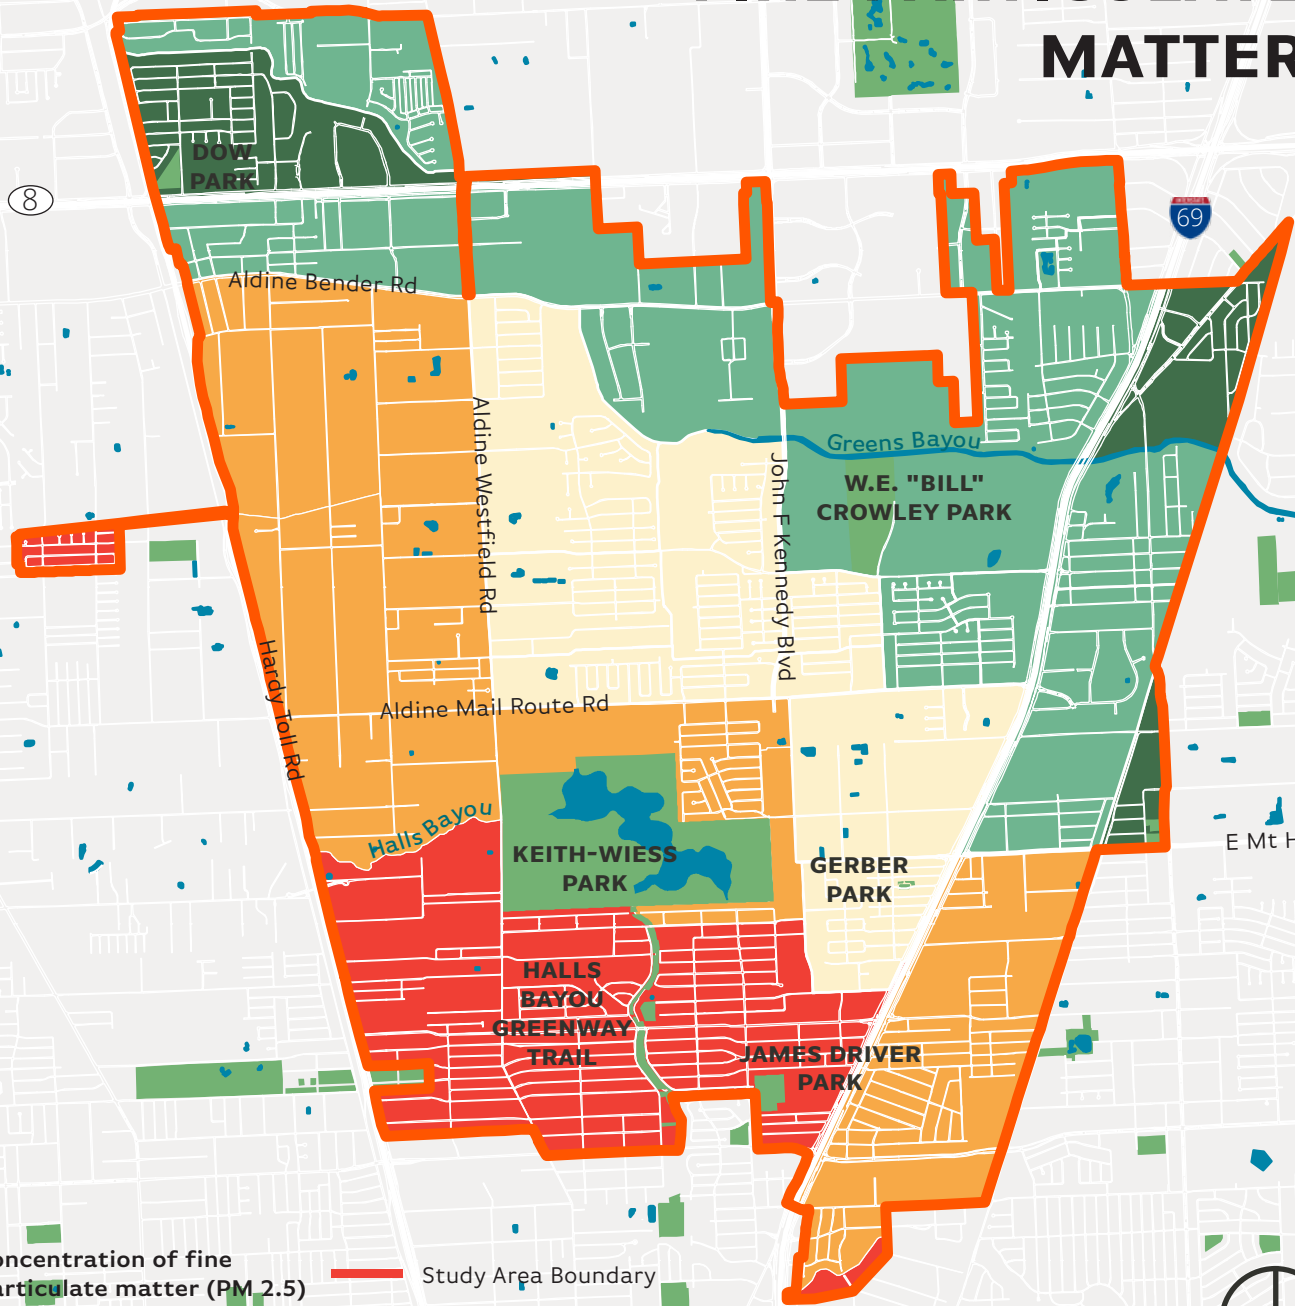 MATTER
DOW
PARK
8
69
Aldine Bender Rd
Aldine Westfield Rd
Greens Bayou
John F Kennedy Blvd
W.E. "BILL"
CROWLEY PARK
Hardy Toll Rd
Aldine Mail Route Rd
Halls Bayou
KEITH-WIESS
PARK
GERBER
PARK
E Mt H
HALLS
BAYOU
GREENWAY
TRAIL
JAMES DRIVER
PARK
oncentration of fine
articulate matter (PM 2.5)
Study Area Boundary